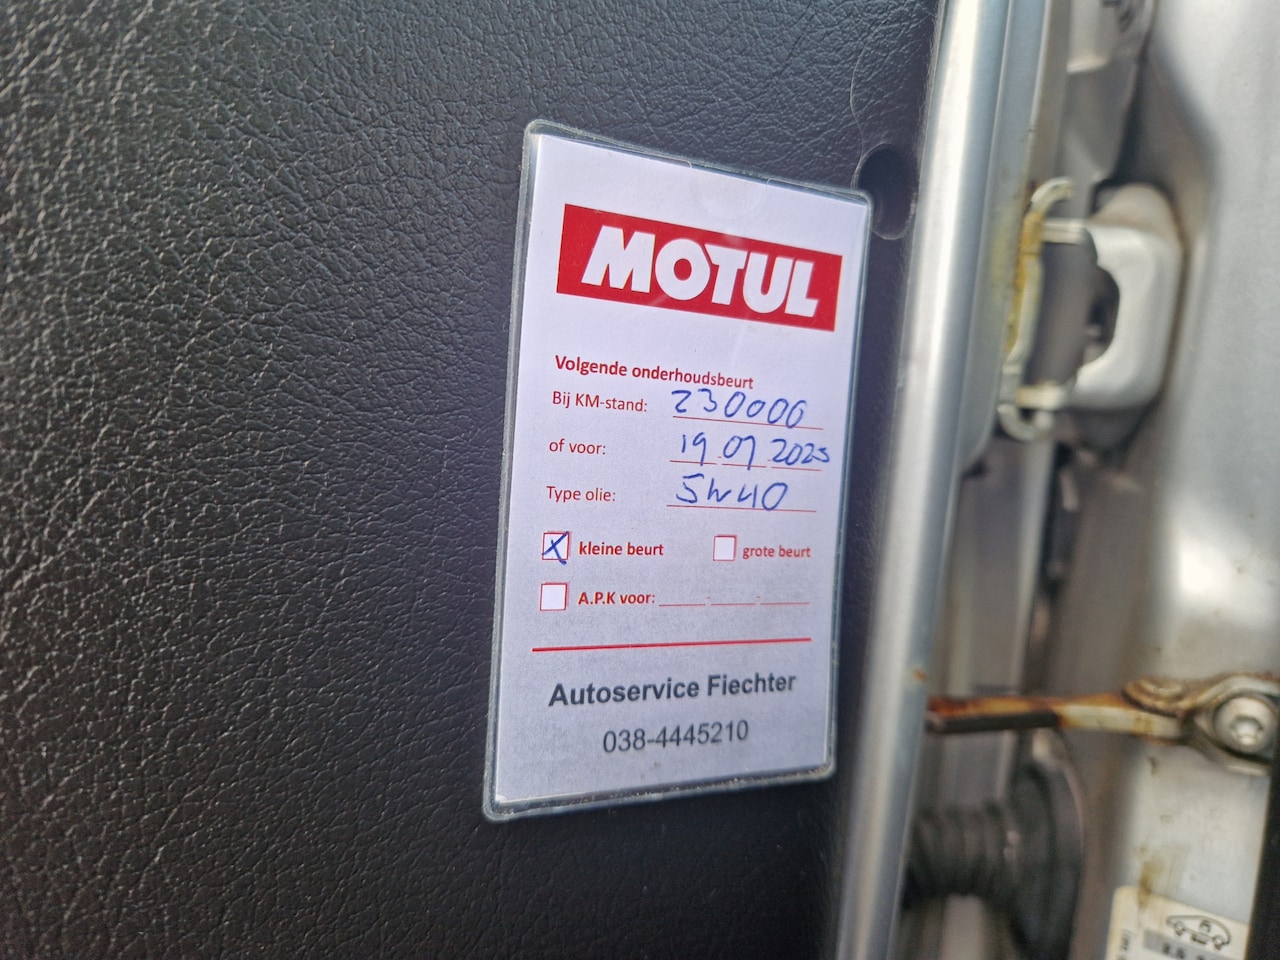 MOTUL
Volgende onderhoudsbeurt
Bij KM-stand: 230000
of voor: 19 07 2025
Type olie: 5w40
X kleine beurt grote beurt
A.P.K voor:
Autoservice Fiechter
038-4445210